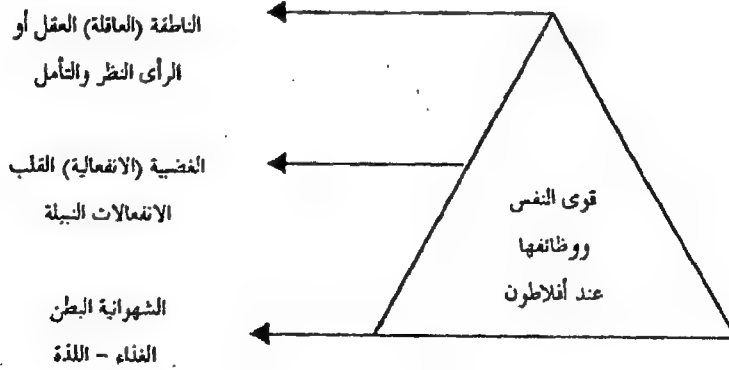 الناطقة (العاقلة) العقل أو
الرأى النظر والتأمل
الغضبية (الانفعالية) القلب
الانفعالات النبيلة
قوى النفس
ووظائفها
عند أفلاطون
الشهوانية البطن
الغذاء - اللذة